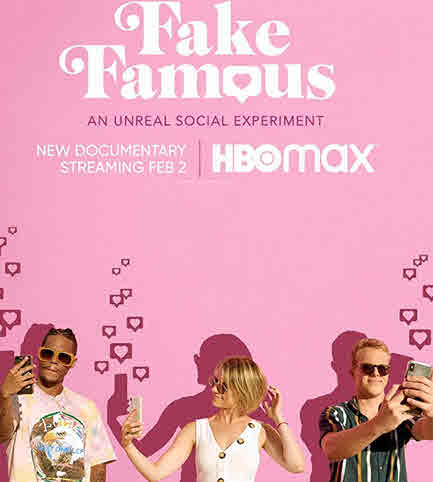 Fake
Famous
AN UNREAL SOCIAL EXPERIMENT
NEW DOCUMENTARY
STREAMING FEB 2
HBOmax